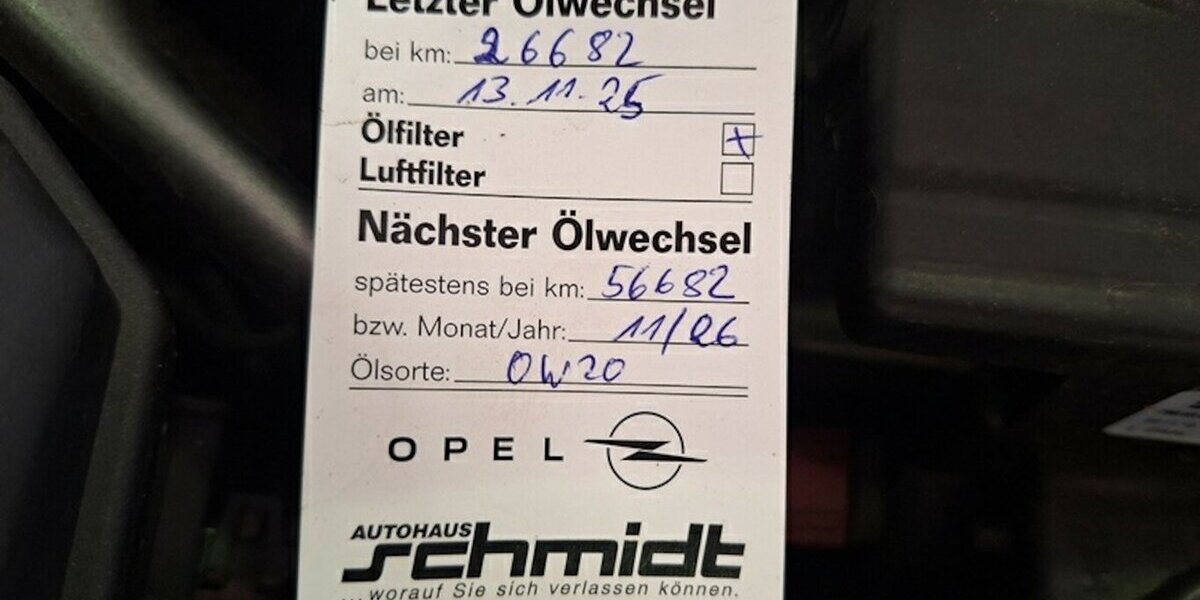 Letzter Ölwechsel
bei km: 26682
am: 13.11.25
Ölfilter +
Luftfilter
Nächster Ölwechsel
spätestens bei km: 56682
bzw. Monat/Jahr: 11/26
Ölsorte: 0W20
OPEL
AUTOHAUS
schmidt
...worauf Sie sich verlassen können.